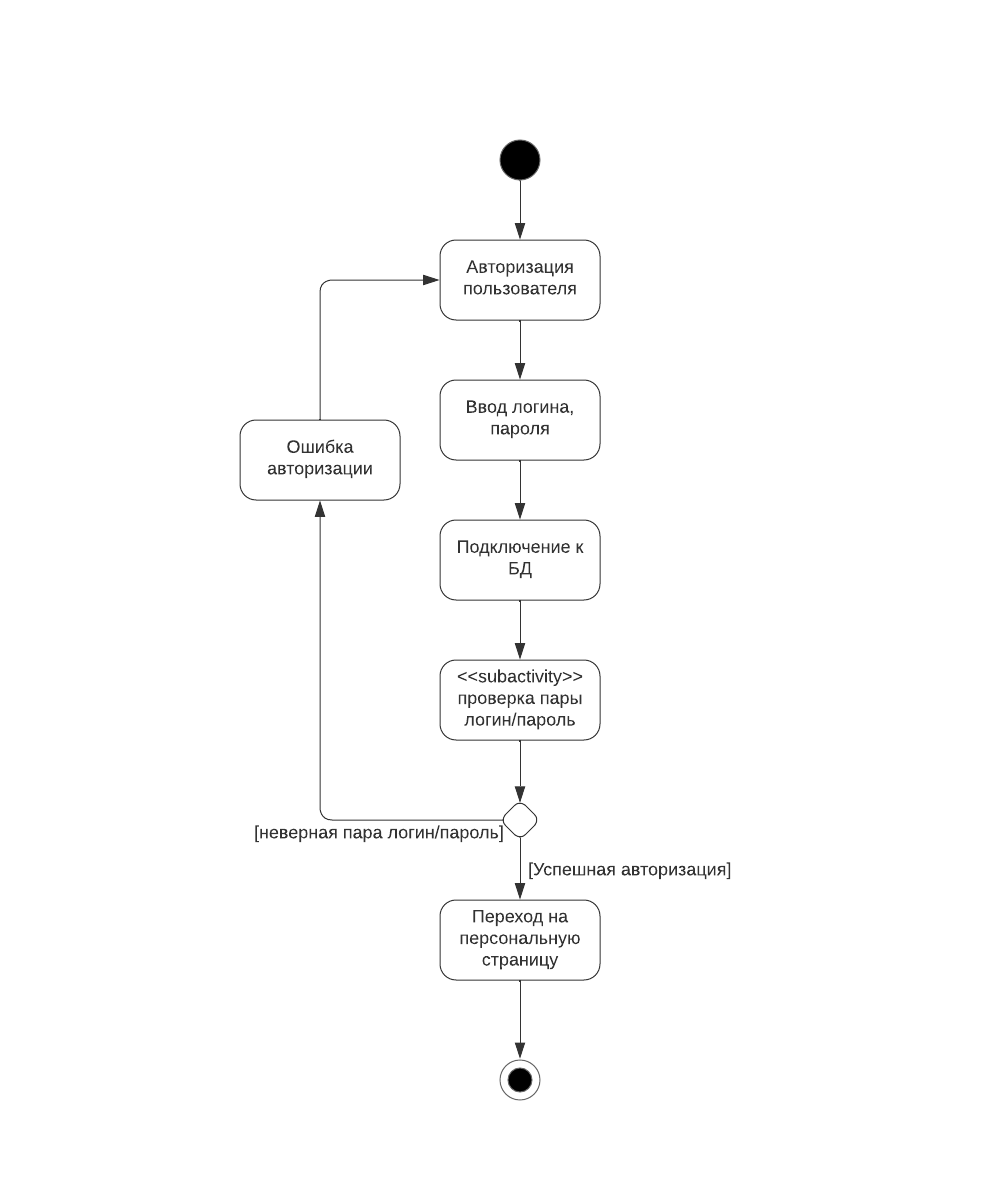 Авторизация
пользователя
Ввод логина,
пароля
Ошибка
авторизации
Подключение к
БД
<<subactivity>>
проверка пары
логин/пароль
[неверная пара логин/пароль]
[Успешная авторизация]
Переход на
персональную
страницу